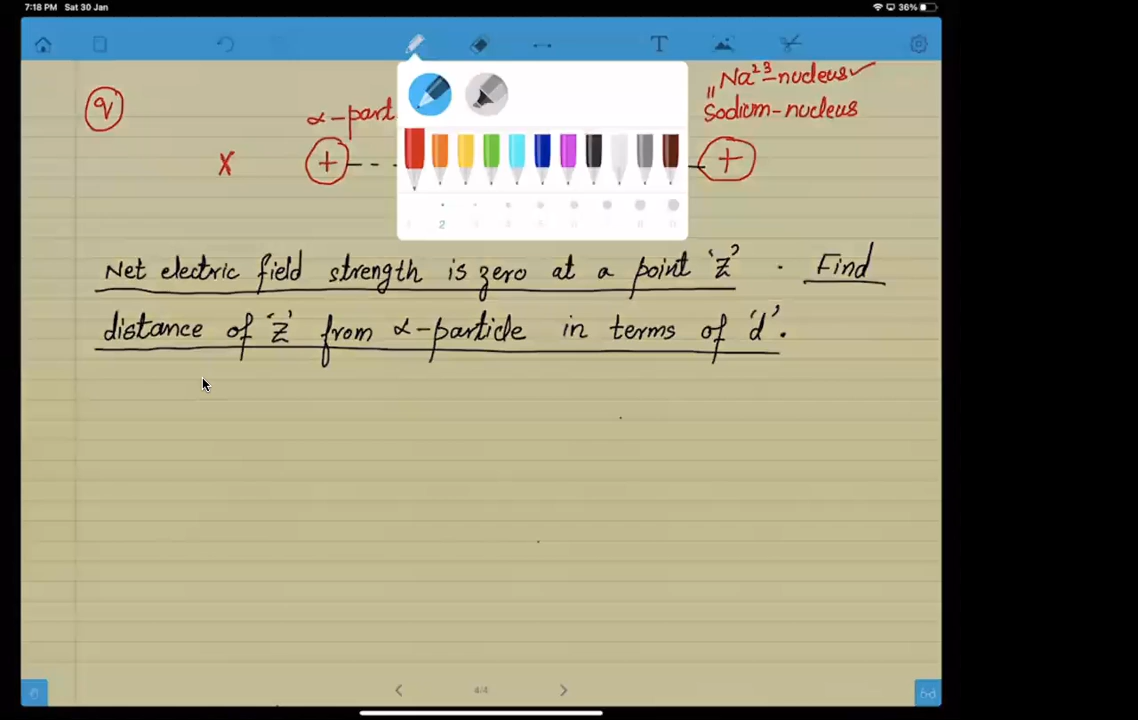 7:18 PM Sat 30 Jan
36%
T
q
α-part
Na²³-nucleus✓
Sodium-nucleus
X
+
+
2
Net electric field strength is zero at a point 'Z' . Find
distance of 'Z' from α-particle in terms of 'd'.
4/4